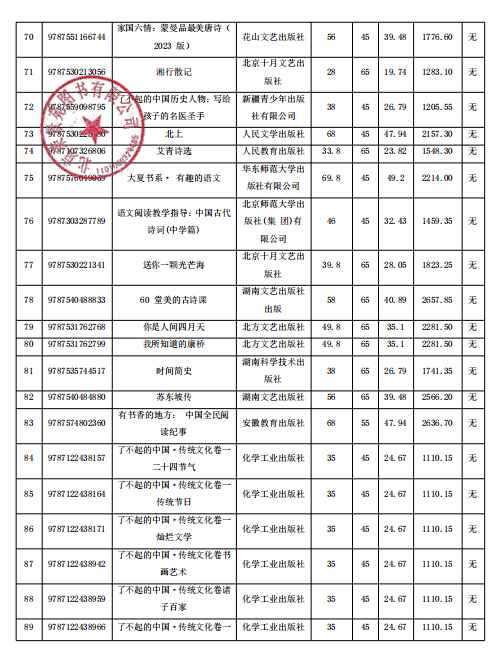 70 9787551166744 家国六情：蒙曼品最美唐诗（ 花山文艺出版社 56 45 39.48 1776.60 无
2023 版）
71 9787530213056 湘行散记 北京十月文艺出 28 65 19.74 1283.10 无
版社
72 9787559098795 了不起的中国历史人物：写给 新疆青少年出版 38 45 26.79 1205.55 无
孩子的名医圣手 社有限公司
73 北上 人民文学出版社 68 45 47.94 2157.30 无
74 9787107326806 艾青诗选 人民教育出版社 33.8 65 23.82 1548.30 无
75 大夏书系• 有趣的语文 华东师范大学出 69.8 45 49.2 2214.00 无
版社有限公司
76 9787303287789 语文阅读教学指导：中国古代 北京师范大学出 46 45 32.43 1459.35 无
诗词(中学篇) 版社(集 团)有
限公司
77 9787530221341 送你一颗光芒海 北京十月文艺出 39.8 65 28.05 1823.25 无
版社
78 9787540488833 60 堂美的古诗课 湖南文艺出版社 58 65 40.89 2657.85 无
出版
79 9787531762768 你是人间四月天 北方文艺出版社 49.8 65 35.1 2281.50 无
80 9787531762799 我所知道的康桥 北方文艺出版社 49.8 65 35.1 2281.50 无
81 9787535744517 时间简史 湖南科学技术出 38 65 26.79 1741.35 无
版社
82 9787540484880 苏东坡传 湖南文艺出版社 56 65 39.48 2566.20 无
83 9787574802360 有书香的地方： 中国全民阅 安徽教育出版社 68 55 47.94 2636.70 无
读纪事
84 9787122438157 了不起的中国·传统文化卷一 化学工业出版社 35 45 24.67 1110.15 无
二十四节气
85 9787122438164 了不起的中国·传统文化卷一 化学工业出版社 35 45 24.67 1110.15 无
传统节日
86 9787122438171 了不起的中国·传统文化卷一 化学工业出版社 35 45 24.67 1110.15 无
灿烂文学
87 9787122438942 了不起的中国·传统文化卷书 化学工业出版社 35 45 24.67 1110.15 无
画艺术
88 9787122438959 了不起的中国·传统文化卷诸 化学工业出版社 35 45 24.67 1110.15 无
子百家
89 9787122438966 了不起的中国·传统文化卷一 化学工业出版社 35 45 24.67 1110.15 无